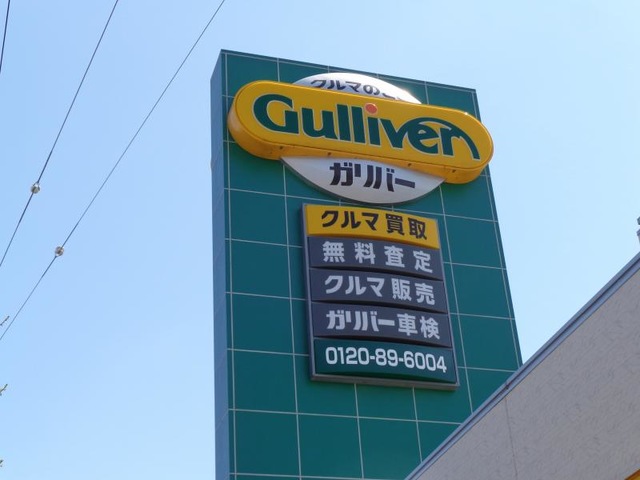 クルマの
Gulliver
ガリバー
クルマ買取
無料査定
クルマ販売
ガリバー車検
0120-89-6004